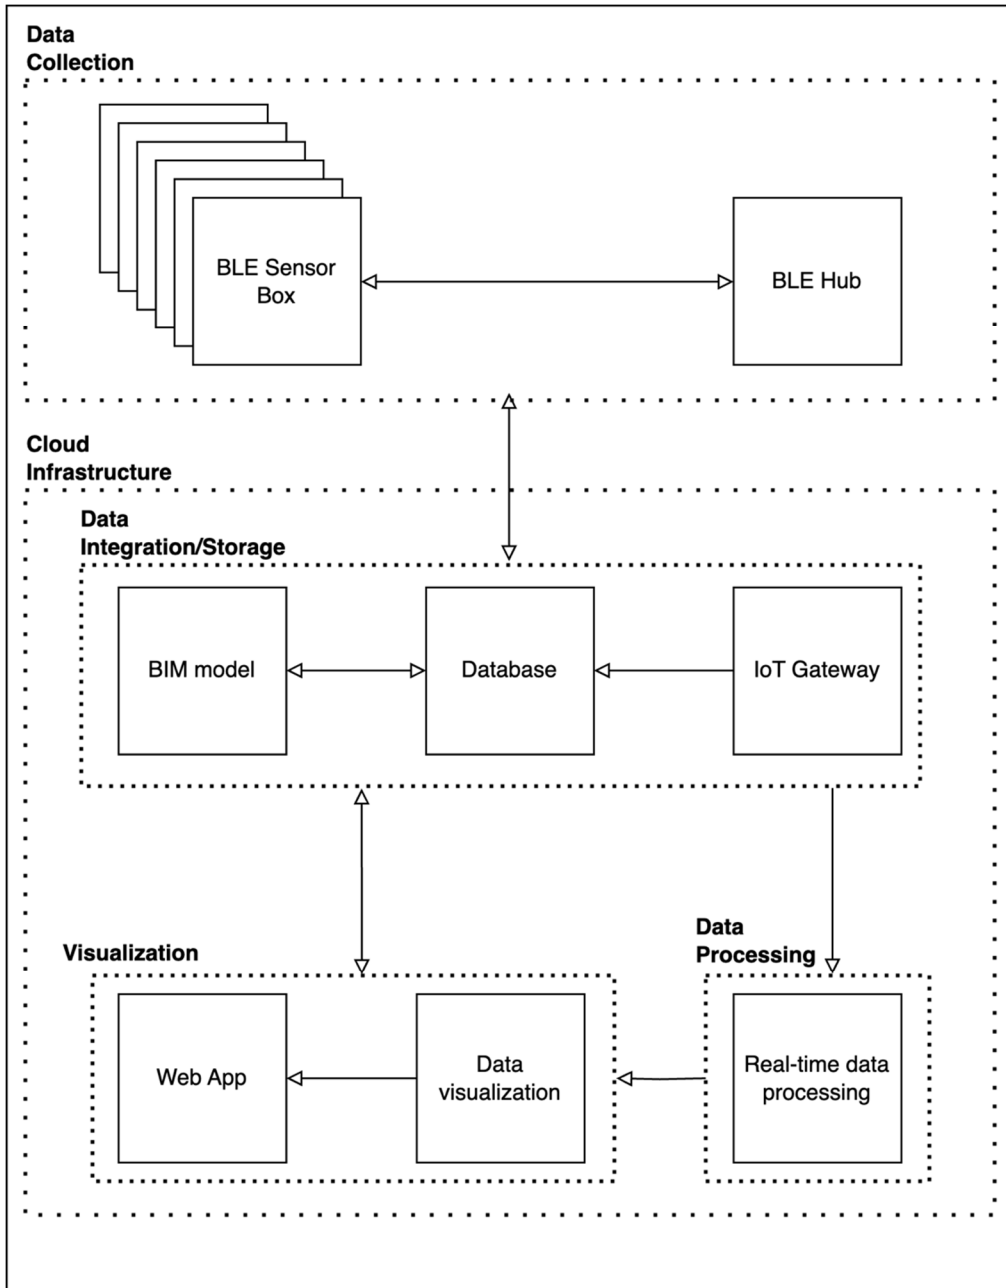 Data
Collection
BLE Sensor
Box
BLE Hub
Cloud
Infrastructure
Data
Integration/Storage
BIM model
Database
IoT Gateway
Visualization
Data
Processing
Web App
Data
visualization
Real-time data
processing